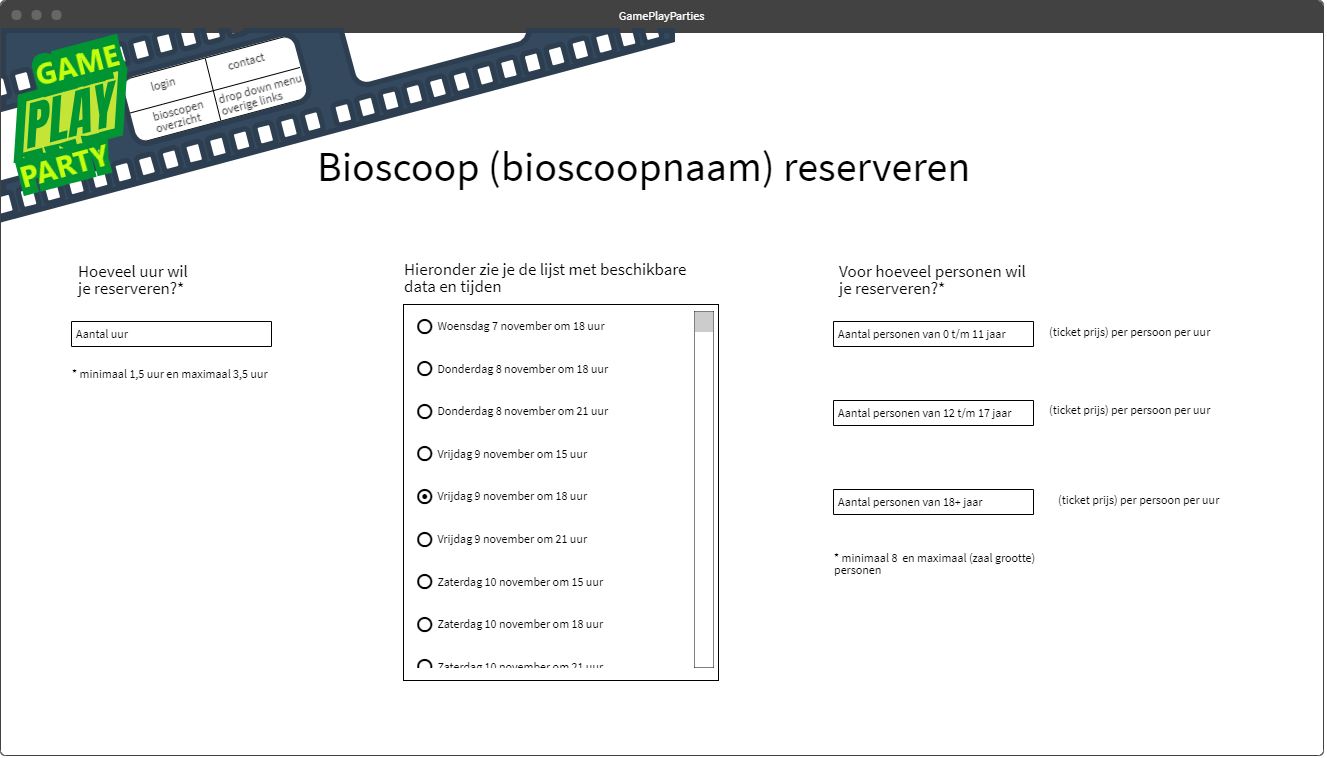 GamePlayParties
GAME
PLAY
PARTY
login
contact
bioscopen
overzicht
drop down menu
overige links
Bioscoop (bioscoopnaam) reserveren
Hoeveel uur wil
je reserveren?*
Aantal uur
* minimaal 1,5 uur en maximaal 3,5 uur
Hieronder zie je de lijst met beschikbare
data en tijden
Woensdag 7 november om 18 uur
Donderdag 8 november om 18 uur
Donderdag 8 november om 21 uur
Vrijdag 9 november om 15 uur
Vrijdag 9 november om 18 uur
Vrijdag 9 november om 21 uur
Zaterdag 10 november om 15 uur
Zaterdag 10 november om 18 uur
Zaterdag 10 november om 21 uur
Voor hoeveel personen wil
je reserveren?*
Aantal personen van 0 t/m 11 jaar
(ticket prijs) per persoon per uur
Aantal personen van 12 t/m 17 jaar
(ticket prijs) per persoon per uur
Aantal personen van 18+ jaar
(ticket prijs) per persoon per uur
* minimaal 8 en maximaal (zaal grootte)
personen